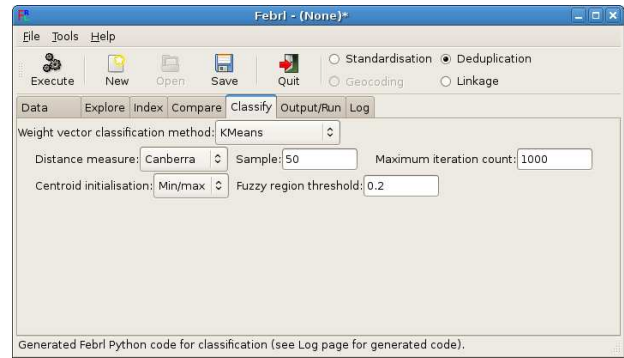 Febrl - (None)*
File Tools Help
Execute New Open Save Quit
Standardisation Deduplication
Geocoding Linkage
Data Explore Index Compare Classify Output/Run Log
Weight vector classification method: KMeans
Distance measure: Canberra Sample: 50 Maximum iteration count: 1000
Centroid initialisation: Min/max Fuzzy region threshold: 0.2
Generated Febrl Python code for classification (see Log page for generated code).